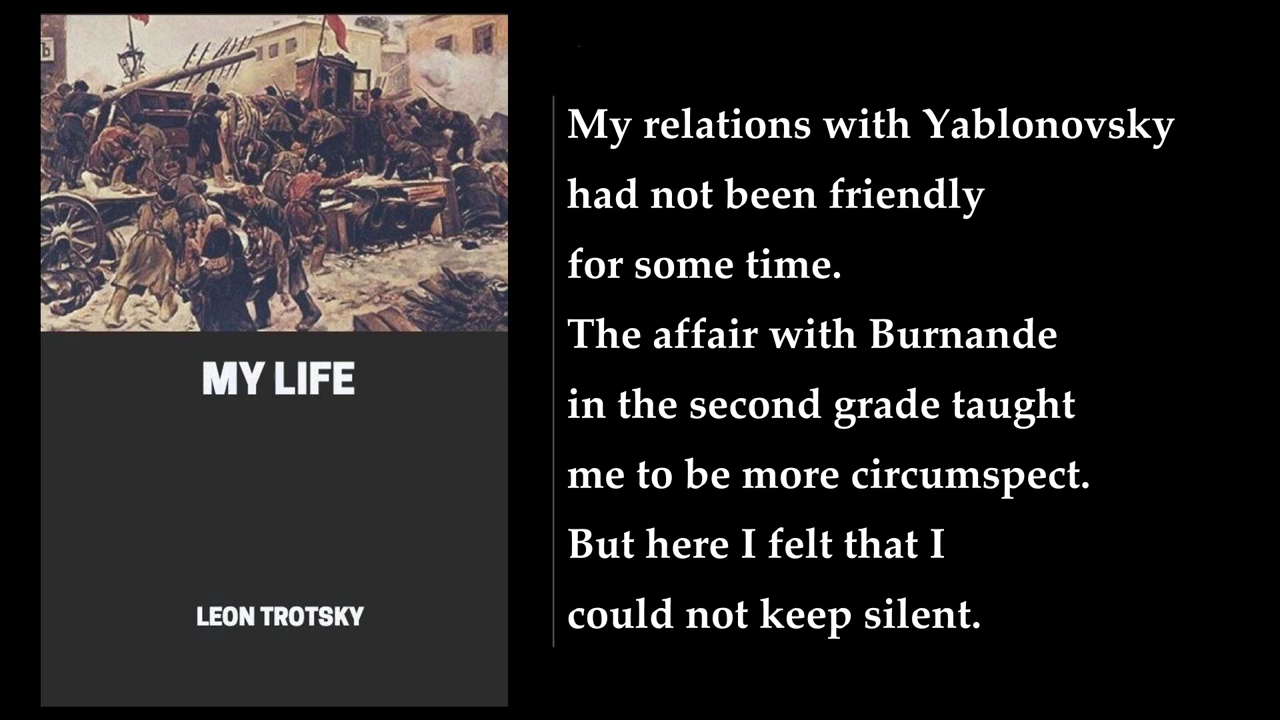 MY LIFE
LEON TROTSKY
My relations with Yablonovsky
had not been friendly
for some time.
The affair with Burnande
in the second grade taught
me to be more circumspect.
But here I felt that I
could not keep silent.